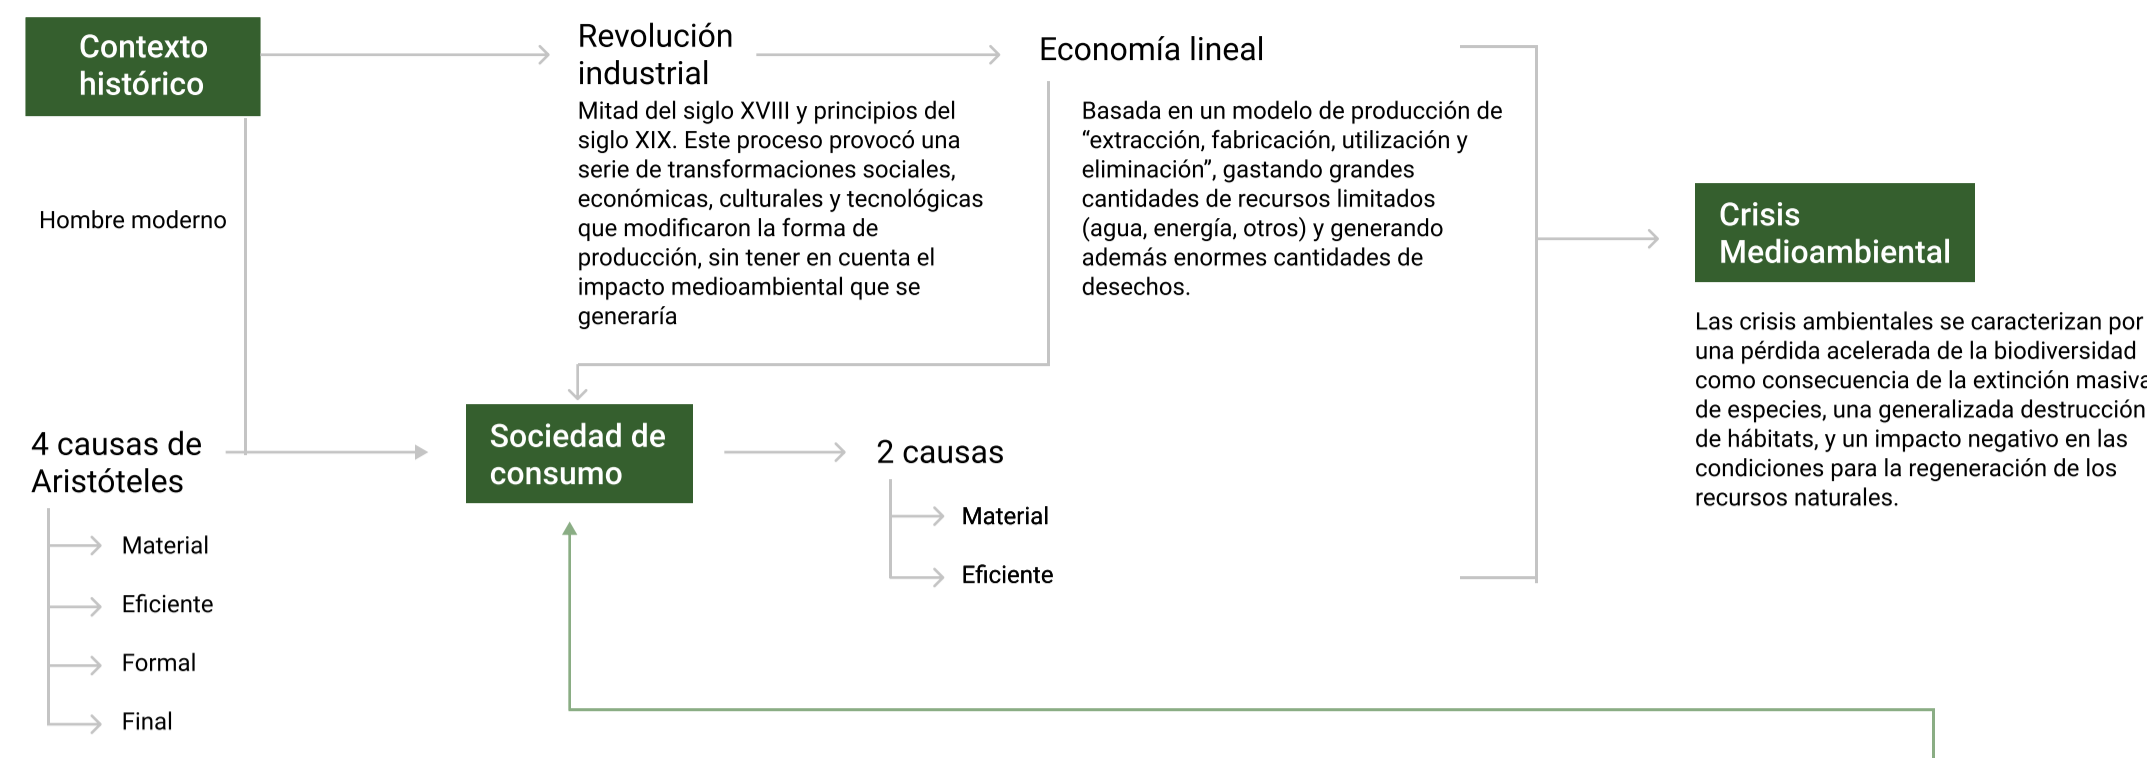 Contexto
histórico
Revolución
industrial
Mitad del siglo XVIII y principios del
siglo XIX. Este proceso provocó una
serie de transformaciones sociales,
económicas, culturales y tecnológicas
que modificaron la forma de
producción, sin tener en cuenta el
impacto medioambiental que se
generaría
Economía lineal
Basada en un modelo de producción de
“extracción, fabricación, utilización y
eliminación”, gastando grandes
cantidades de recursos limitados
(agua, energía, otros) y generando
además enormes cantidades de
desechos.
Crisis
Medioambiental
Las crisis ambientales se caracterizan por
una pérdida acelerada de la biodiversidad
como consecuencia de la extinción masiva
de especies, una generalizada destrucción
de hábitats, y un impacto negativo en las
condiciones para la regeneración de los
recursos naturales.
Hombre moderno
4 causas de
Aristóteles
Material
Eficiente
Formal
Final
Sociedad de
consumo
2 causas
Material
Eficiente